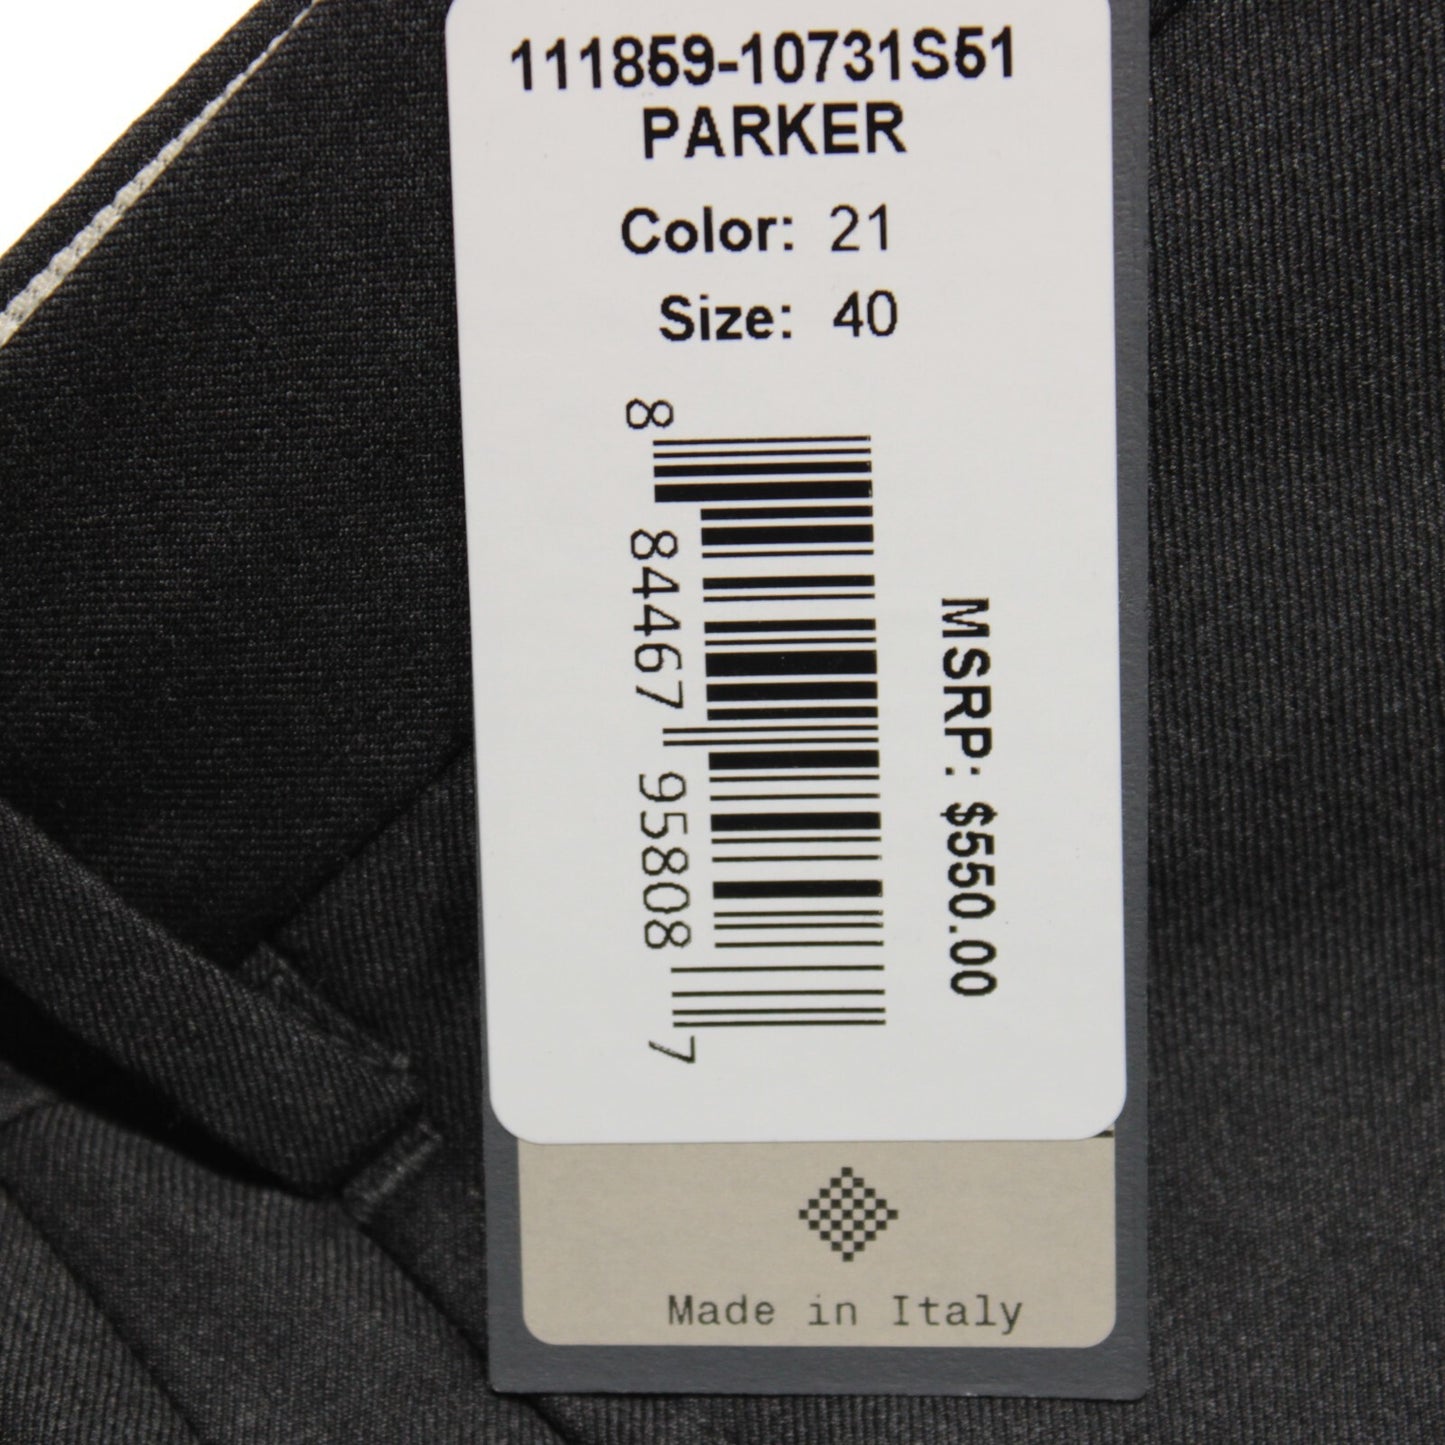 111859-10731S51
PARKER
Color: 21
Size: 40
8 84467 95808 7
MSRP: $550.00
Made in Italy